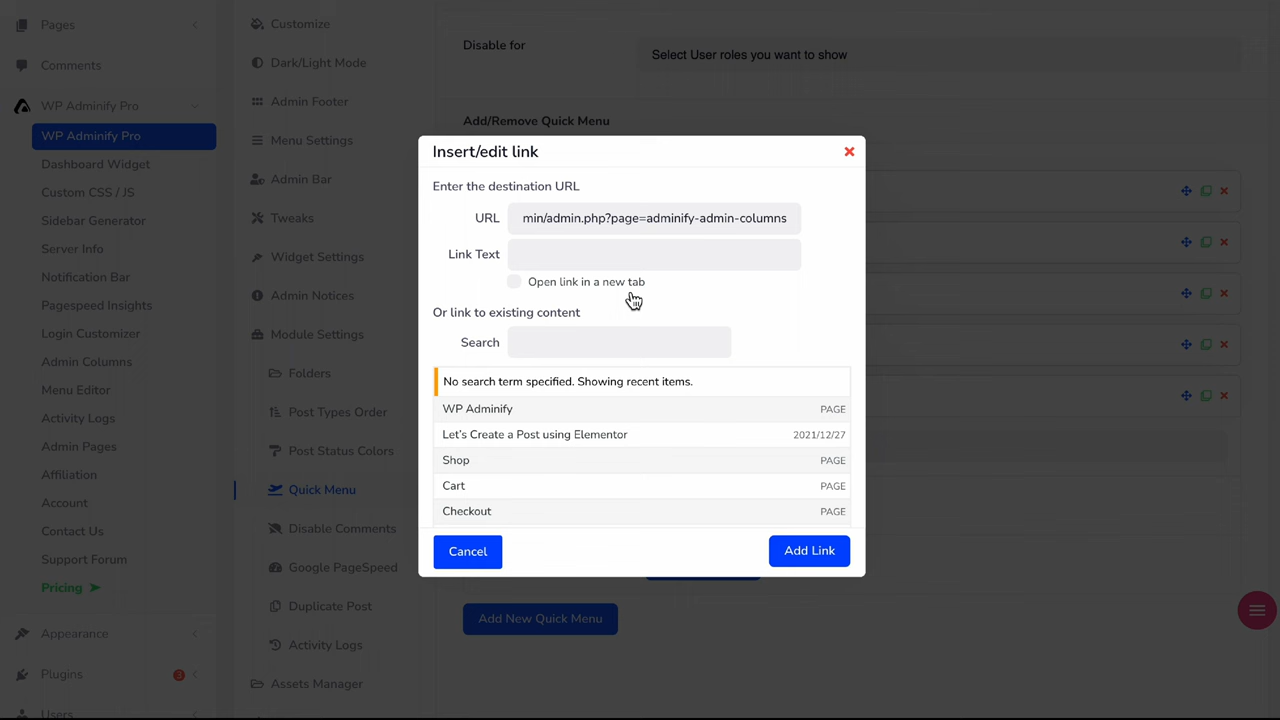 Pages
Comments
WP Adminify Pro
WP Adminify Pro
Dashboard Widget
Custom CSS / JS
Sidebar Generator
Server Info
Notification Bar
Pagespeed Insights
Login Customizer
Admin Columns
Menu Editor
Activity Logs
Admin Pages
Affiliation
Account
Contact Us
Support Forum
Pricing ➤
Appearance
Plugins 3
Users
Customize
Dark/Light Mode
Admin Footer
Menu Settings
Admin Bar
Tweaks
Widget Settings
Admin Notices
Module Settings
Folders
Post Types Order
Post Status Colors
Quick Menu
Disable Comments
Google PageSpeed
Duplicate Post
Activity Logs
Assets Manager
Disable for
Select User roles you want to show
Add/Remove Quick Menu
Insert/edit link
Enter the destination URL
URL min/admin.php?page=adminify-admin-columns
Link Text
Open link in a new tab
Or link to existing content
Search
No search term specified. Showing recent items.
WP Adminify PAGE
Let's Create a Post using Elementor 2021/12/27
Shop PAGE
Cart PAGE
Checkout PAGE
Cancel Add Link
Add New Quick Menu